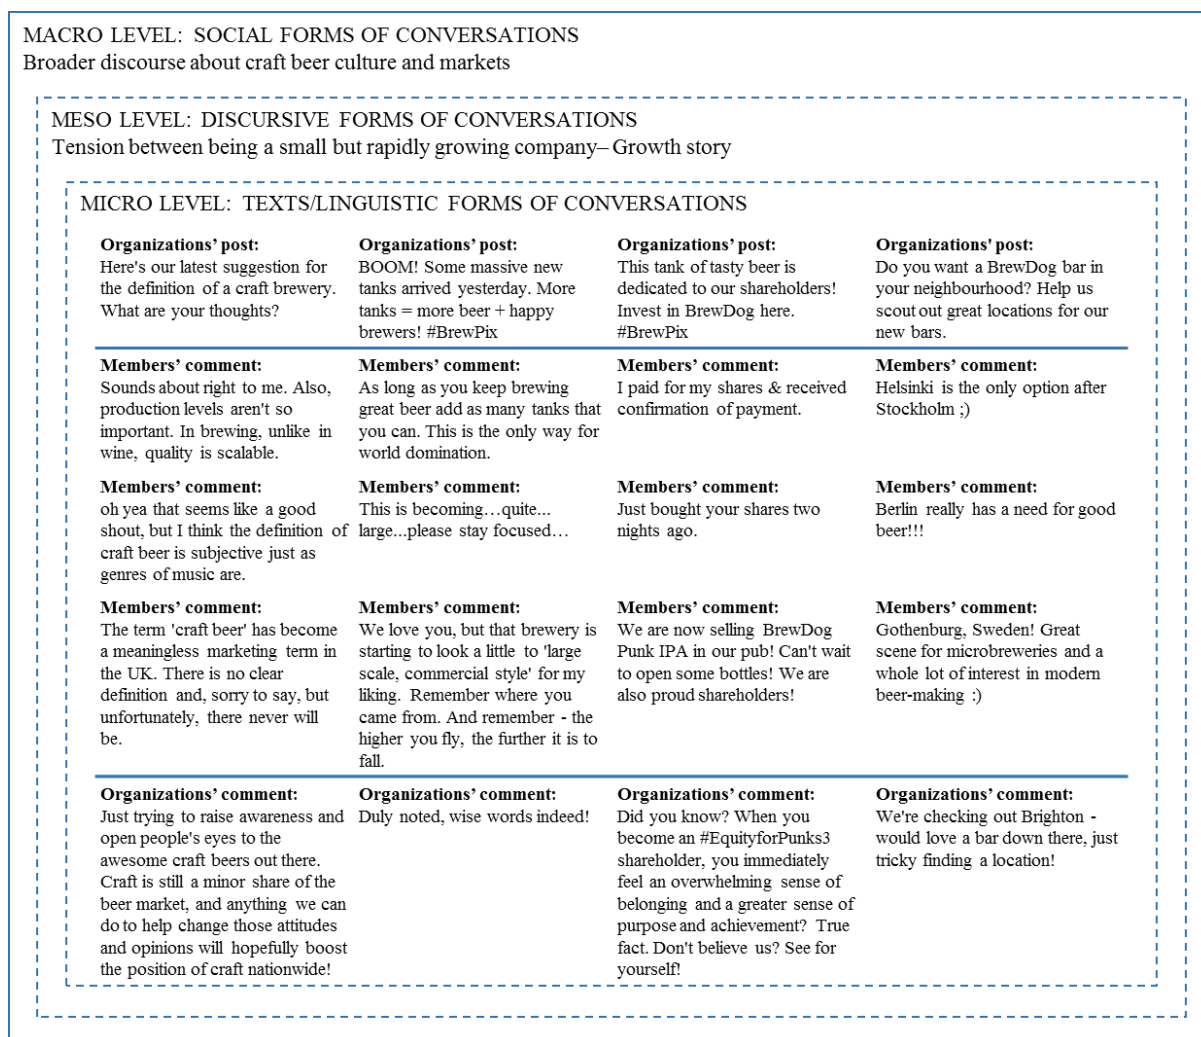 MACRO LEVEL: SOCIAL FORMS OF CONVERSATIONS
Broader discourse about craft beer culture and markets
MESO LEVEL: DISCURSIVE FORMS OF CONVERSATIONS
Tension between being a small but rapidly growing company– Growth story
MICRO LEVEL: TEXTS/LINGUISTIC FORMS OF CONVERSATIONS
Organizations’ post:
Here's our latest suggestion for
the definition of a craft brewery.
What are your thoughts?
Organizations’ post:
BOOM! Some massive new
tanks arrived yesterday. More
tanks = more beer + happy
brewers! #BrewPix
Organizations’ post:
This tank of tasty beer is
dedicated to our shareholders!
Invest in BrewDog here.
#BrewPix
Organizations' post:
Do you want a BrewDog bar in
your neighbourhood? Help us
scout out great locations for our
new bars.
Members’ comment:
Sounds about right to me. Also,
production levels aren't so
important. In brewing, unlike in
wine, quality is scalable.
Members’ comment:
As long as you keep brewing
great beer add as many tanks that
you can. This is the only way for
world domination.
Members’ comment:
I paid for my shares & received
confirmation of payment.
Members’ comment:
Helsinki is the only option after
Stockholm ;)
Members’ comment:
oh yea that seems like a good
shout, but I think the definition of
craft beer is subjective just as
genres of music are.
Members’ comment:
This is becoming…quite...
large...please stay focused…
Members’ comment:
Just bought your shares two
nights ago.
Members’ comment:
Berlin really has a need for good
beer!!!
Members’ comment:
The term 'craft beer' has become
a meaningless marketing term in
the UK. There is no clear
definition and, sorry to say, but
unfortunately, there never will
be.
Members’ comment:
We love you, but that brewery is
starting to look a little to 'large
scale, commercial style' for my
liking. Remember where you
came from. And remember - the
higher you fly, the further it is to
fall.
Members’ comment:
We are now selling BrewDog
Punk IPA in our pub! Can't wait
to open some bottles! We are
also proud shareholders!
Members’ comment:
Gothenburg, Sweden! Great
scene for microbreweries and a
whole lot of interest in modern
beer-making :)
Organizations’ comment:
Just trying to raise awareness and
open people's eyes to the
awesome craft beers out there.
Craft is still a minor share of the
beer market, and anything we can
do to help change those attitudes
and opinions will hopefully boost
the position of craft nationwide!
Organizations’ comment:
Duly noted, wise words indeed!
Organizations’ comment:
Did you know? When you
become an #EquityforPunks3
shareholder, you immediately
feel an overwhelming sense of
belonging and a greater sense of
purpose and achievement? True
fact. Don't believe us? See for
yourself!
Organizations’ comment:
We're checking out Brighton -
would love a bar down there, just
tricky finding a location!